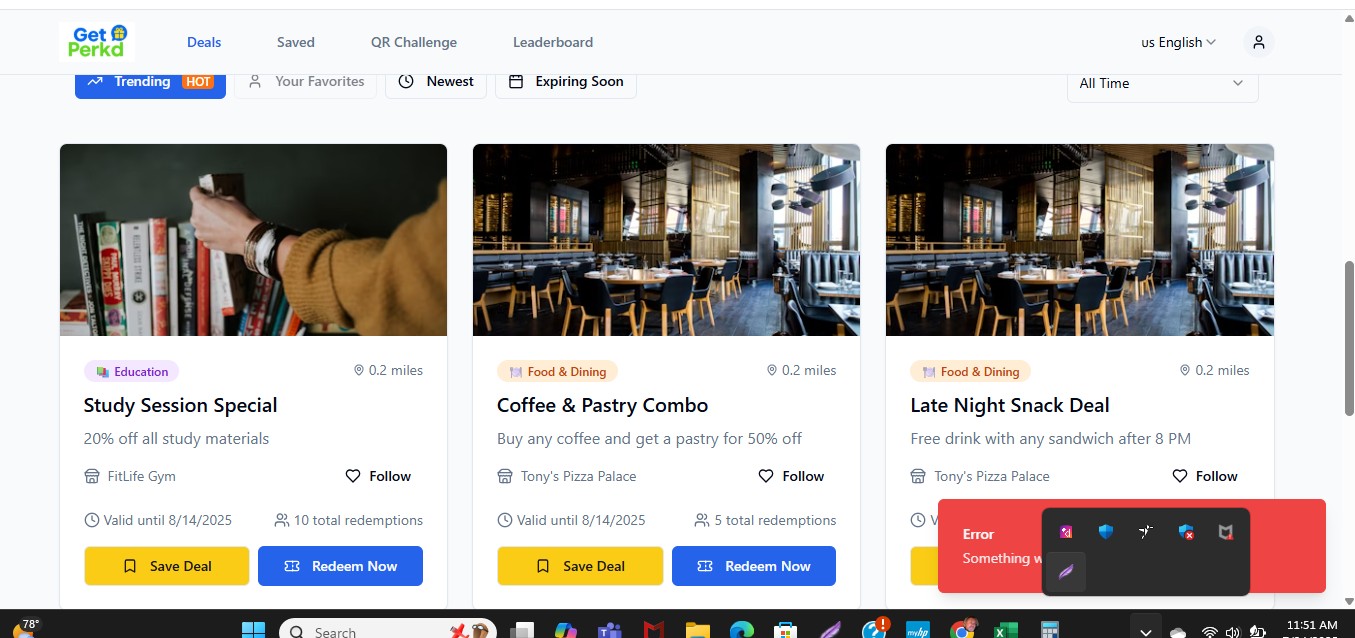 Get
Perkd
Deals
Saved
QR Challenge
Leaderboard
us English
Trending HOT
Your Favorites
Newest
Expiring Soon
All Time
Education
0.2 miles
Study Session Special
20% off all study materials
FitLife Gym
Follow
Valid until 8/14/2025
10 total redemptions
Save Deal
Redeem Now
Food & Dining
0.2 miles
Coffee & Pastry Combo
Buy any coffee and get a pastry for 50% off
Tony's Pizza Palace
Follow
Valid until 8/14/2025
5 total redemptions
Save Deal
Redeem Now
Food & Dining
0.2 miles
Late Night Snack Deal
Free drink with any sandwich after 8 PM
Tony's Pizza Palace
Follow
Error
Something
78°
Search
myhp
11:51 AM